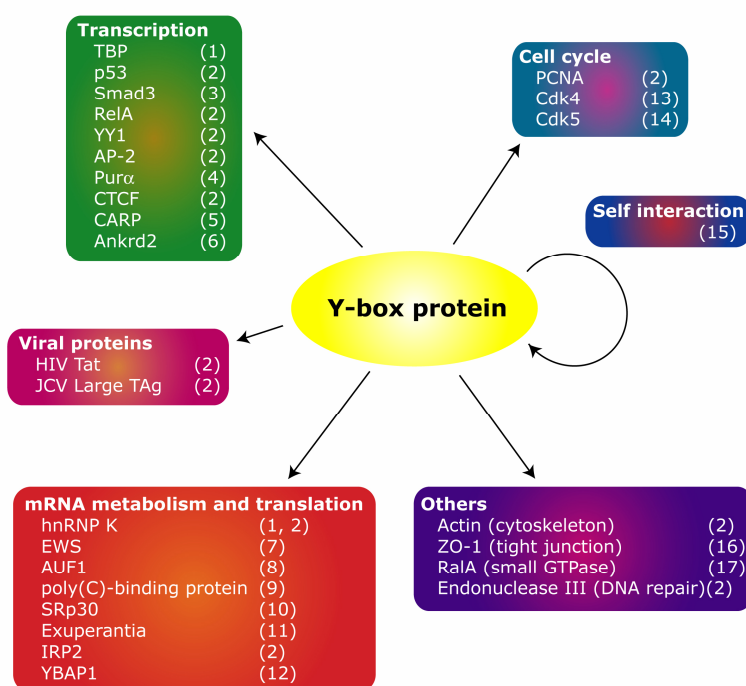 Transcription
TBP (1)
p53 (2)
Smad3 (3)
RelA (2)
YY1 (2)
AP-2 (2)
Purα (4)
CTCF (2)
CARP (5)
Ankrd2 (6)
Cell cycle
PCNA (2)
Cdk4 (13)
Cdk5 (14)
Self interaction
(15)
Y-box protein
Viral proteins
HIV Tat (2)
JCV Large TAg (2)
mRNA metabolism and translation
hnRNP K (1, 2)
EWS (7)
AUF1 (8)
poly(C)-binding protein (9)
SRp30 (10)
Exuperantia (11)
IRP2 (2)
YBAP1 (12)
Others
Actin (cytoskeleton) (2)
ZO-1 (tight junction) (16)
RalA (small GTPase) (17)
Endonuclease III (DNA repair)(2)